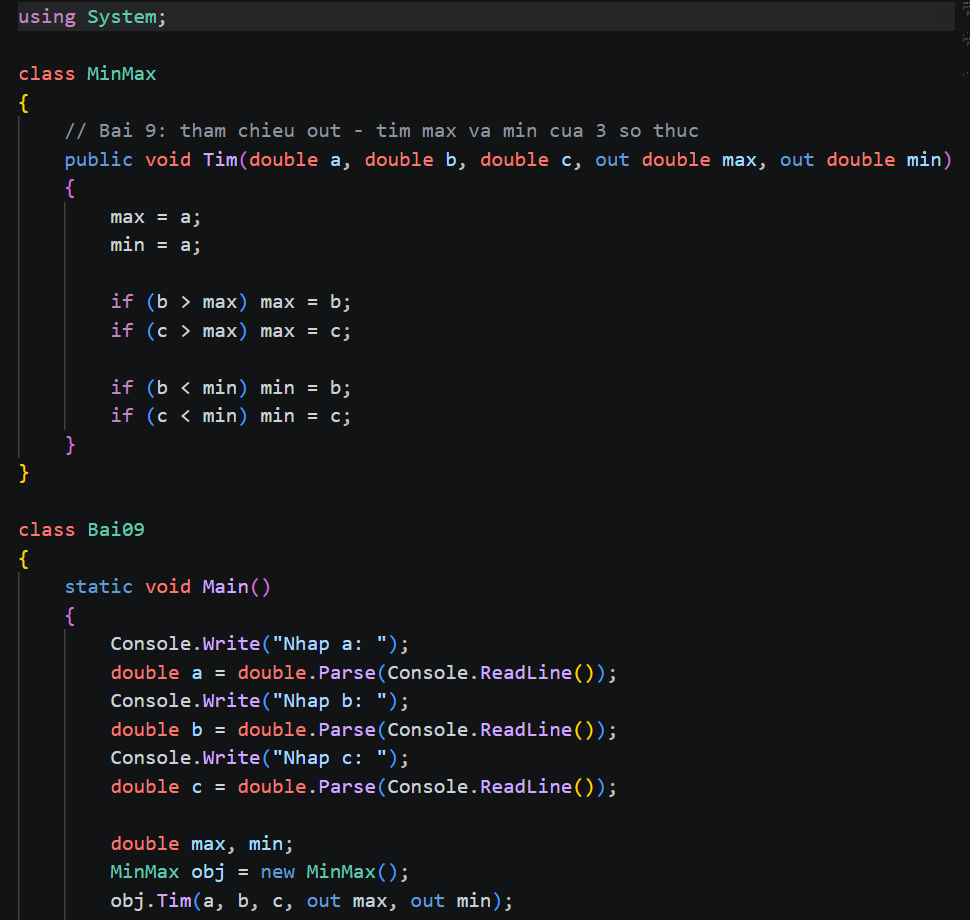 using System;
class MinMax
{
// Bai 9: tham chieu out - tim max va min cua 3 so thuc
public void Tim(double a, double b, double c, out double max, out double min)
{
max = a;
min = a;
if (b > max) max = b;
if (c > max) max = c;
if (b < min) min = b;
if (c < min) min = c;
}
}
class Bai09
{
static void Main()
{
Console.Write("Nhap a: ");
double a = double.Parse(Console.ReadLine());
Console.Write("Nhap b: ");
double b = double.Parse(Console.ReadLine());
Console.Write("Nhap c: ");
double c = double.Parse(Console.ReadLine());
double max, min;
MinMax obj = new MinMax();
obj.Tim(a, b, c, out max, out min);